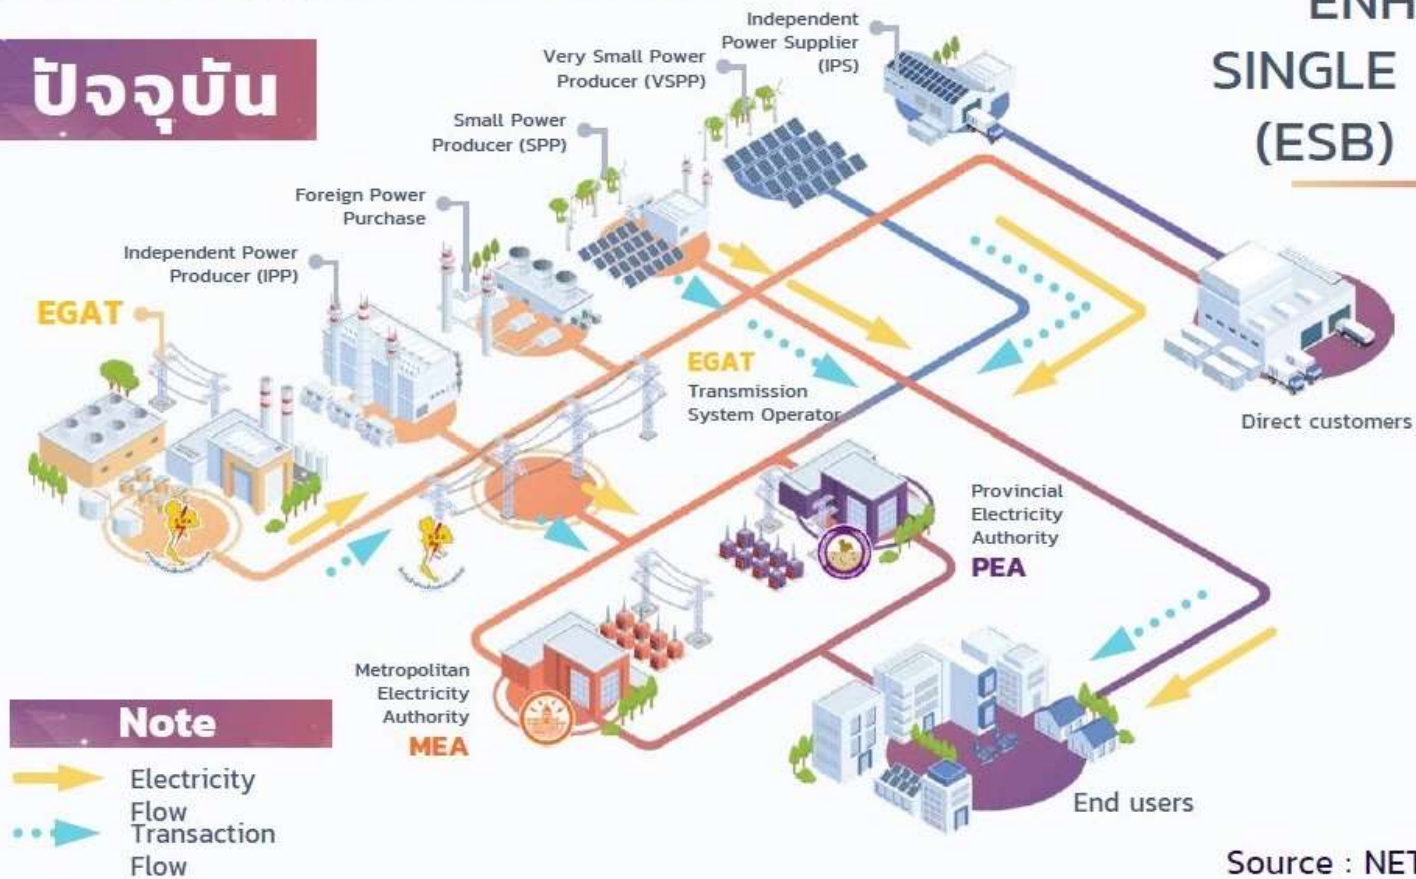 ปัจจุบัน
SINGLE
(ESB)
Independent
Power Supplier
(IPS)
Very Small Power
Producer (VSPP)
Small Power
Producer (SPP)
Foreign Power
Purchase
Independent Power
Producer (IPP)
EGAT
EGAT
Transmission
System Operator
Direct customers
Provincial
Electricity
Authority
PEA
Metropolitan
Electricity
Authority
MEA
End users
Note
Electricity
Flow
Transaction
Flow
Source : NET